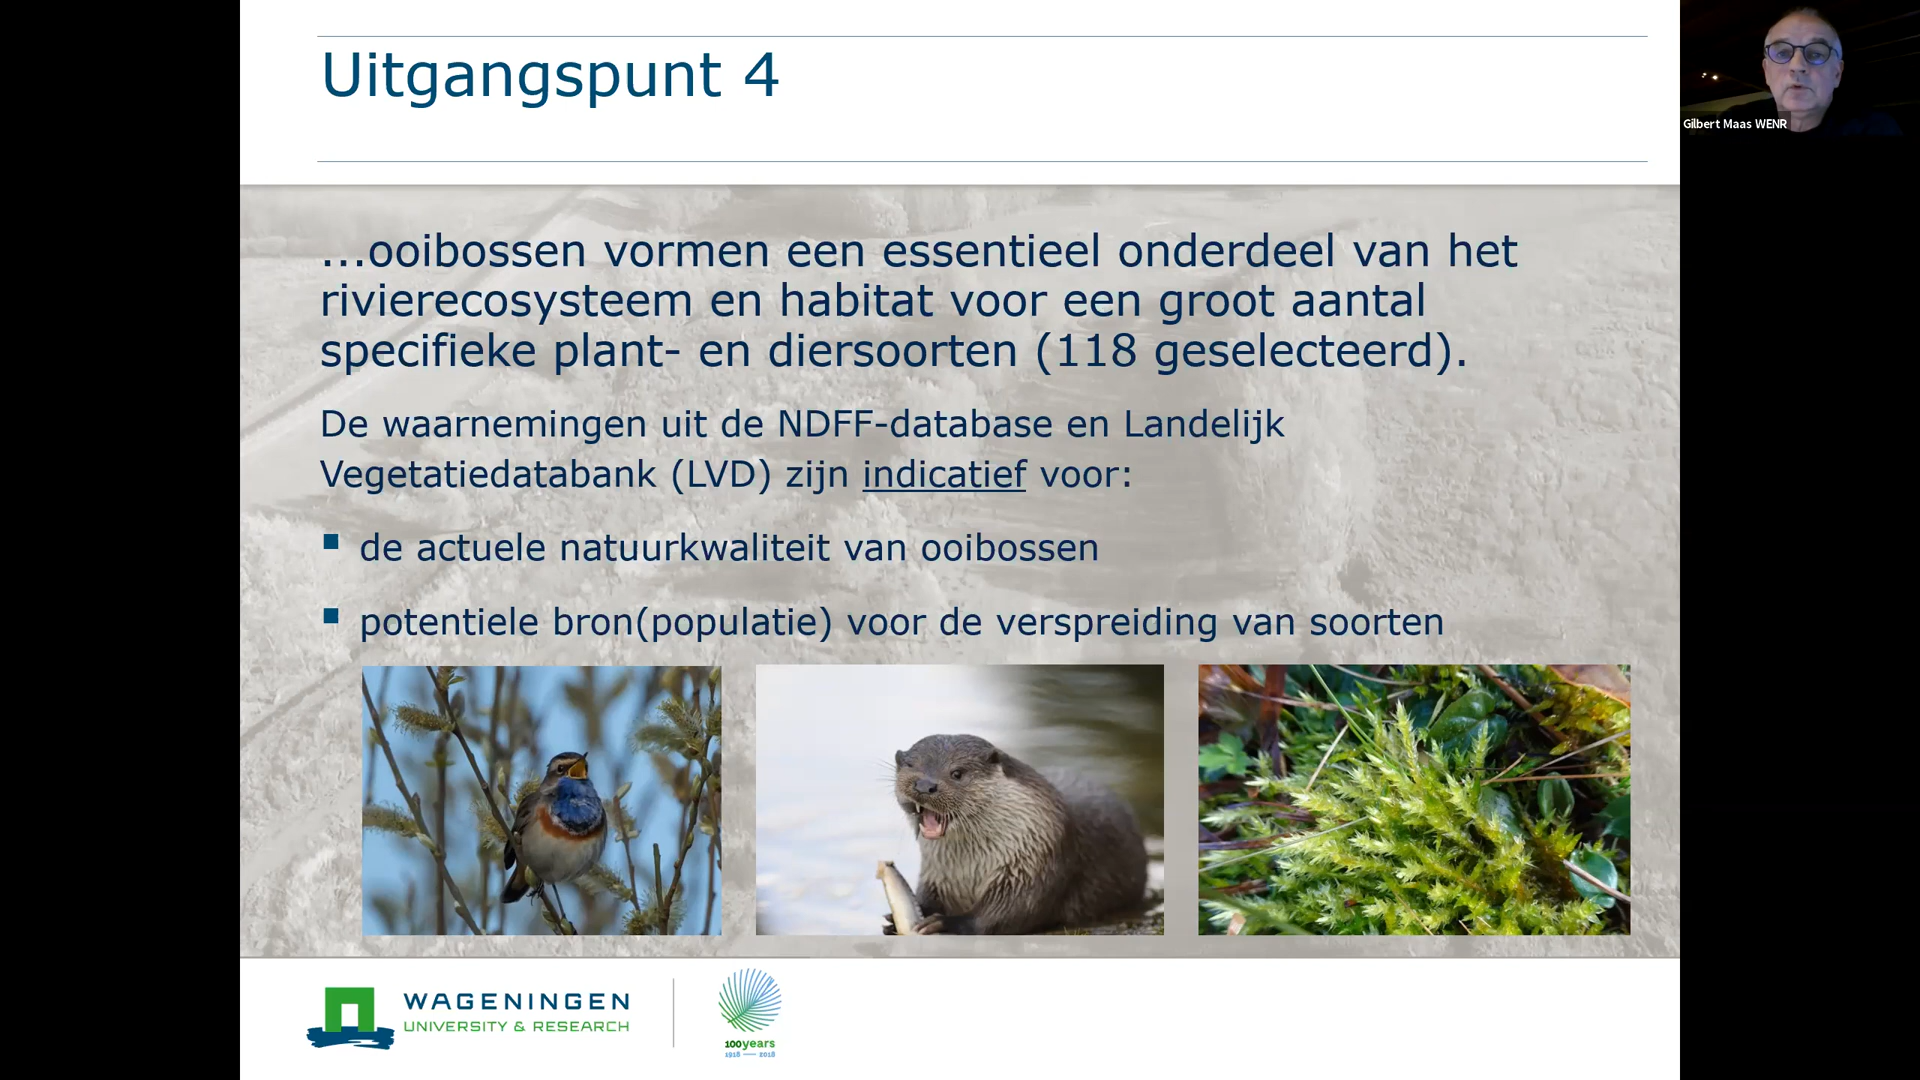 Uitgangspunt 4
Gilbert Maas WENR
...ooibossen vormen een essentieel onderdeel van het
rivierecosysteem en habitat voor een groot aantal
specifieke plant- en diersoorten (118 geselecteerd).
De waarnemingen uit de NDFF-database en Landelijk
Vegetatiedatabank (LVD) zijn indicatief voor:
▪ de actuele natuurkwaliteit van ooibossen
▪ potentiele bron(populatie) voor de verspreiding van soorten
WAGENINGEN
UNIVERSITY & RESEARCH
100years
1918 — 2018